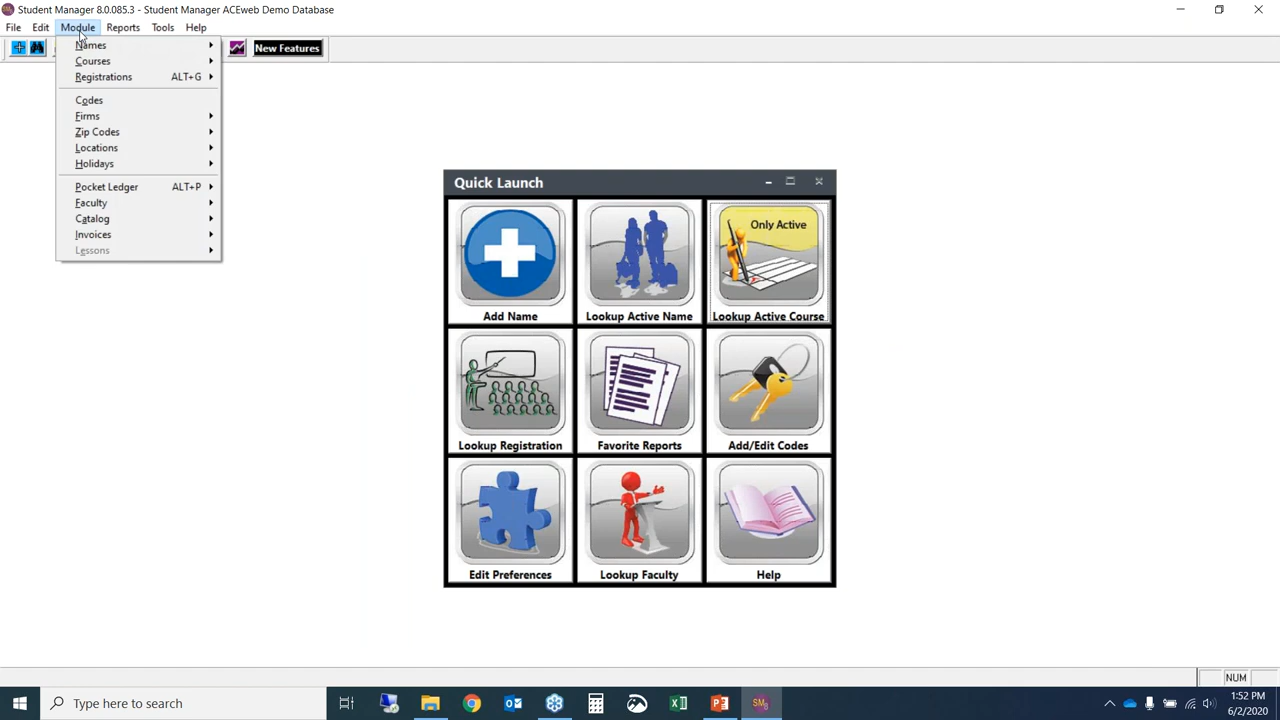 Student Manager 8.0.085.3 - Student Manager ACEweb Demo Database
File Edit Module Reports Tools Help
New Features
Names
Courses
Registrations ALT+G
Codes
Firms
Zip Codes
Locations
Holidays
Pocket Ledger ALT+P
Faculty
Catalog
Invoices
Lessons
Quick Launch
Only Active
Add Name Lookup Active Name Lookup Active Course
Lookup Registration Favorite Reports Add/Edit Codes
Edit Preferences Lookup Faculty Help
NUM
Type here to search
1:52 PM
6/2/2020